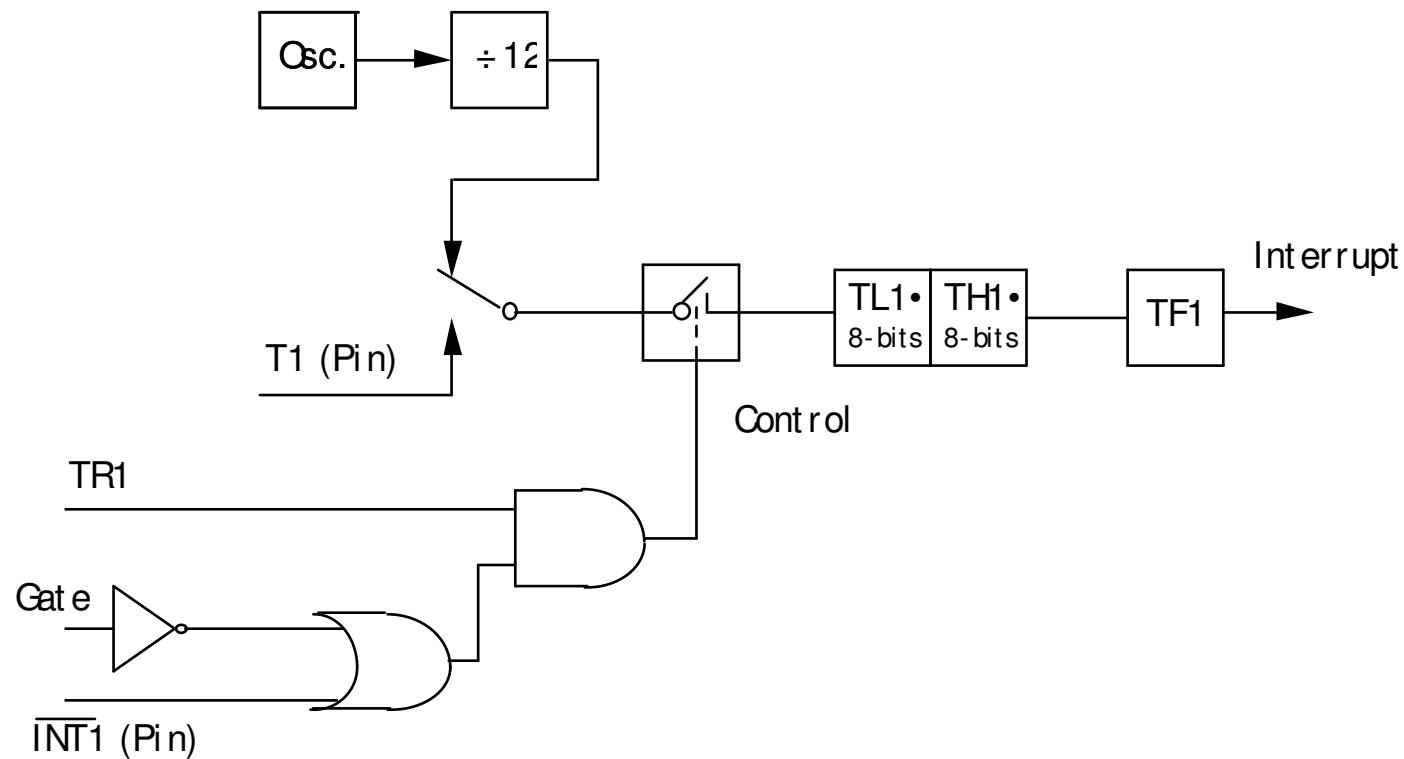 Osc.
÷12
Interrupt
TL1•
8-bits
TH1•
8-bits
TF1
T1 (Pin)
Control
TR1
Gate
INT1 (Pin)